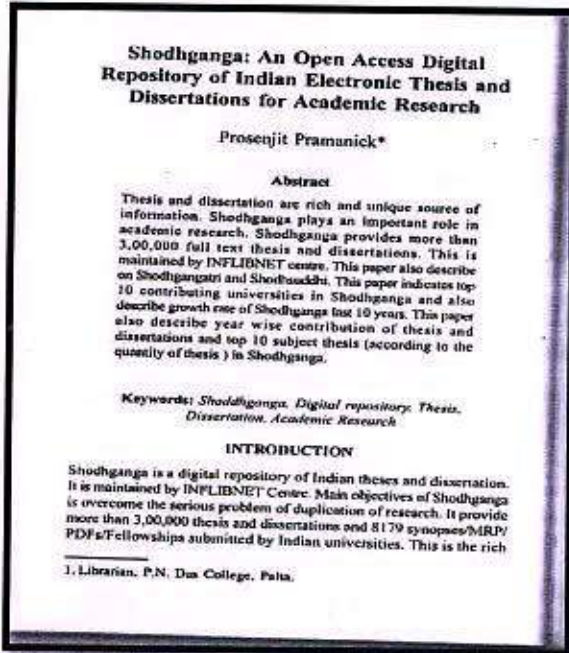 Shodhganga: An Open Access Digital
Repository of Indian Electronic Thesis and
Dissertations for Academic Research
Prosenjit Pramanick*
Abstract
Thesis and dissertation are rich and unique source of
information. Shodhganga plays an important role in
academic research. Shodhganga provides more than
3,00,000 full text thesis and dissertations. This is
maintained by INFLIBNET centre. This paper also describe
on Shodhgangatri and Shodhsuddhi. This paper indicates top
10 contributing universities in Shodhganga and also
describe growth rate of Shodhganga last 10 years. This paper
also describe year wise contribution of thesis and
dissertations and top 10 subject thesis (according to the
quantity of thesis ) in Shodhganga.
Keywords: Shoddhganga, Digital repository, Thesis,
Dissertation, Academic Research
INTRODUCTION
Shodhganga is a digital repository of Indian theses and dissertation.
It is maintained by INFLIBNET Centre. Main objectives of Shodhganga
is overcome the serious problem of duplication of research. It provide
more than 3,00,000 thesis and dissertations and 8179 synopses/MRP/
PDFs/Fellowships submitted by Indian universities. This is the rich
1. Librarian, P.N. Das College, Palta.